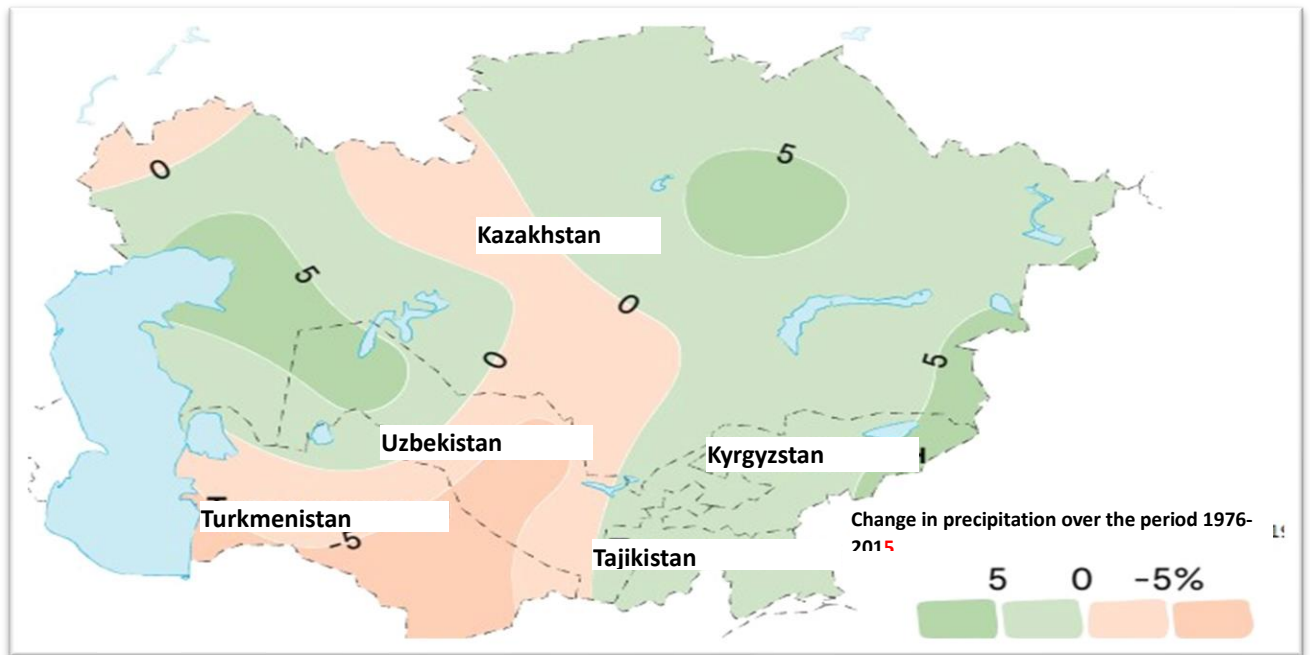 5
0
Kazakhstan
5
0
0
5
Uzbekistan
Kyrgyzstan
Turkmenistan
-5
Tajikistan
Change in precipitation over the period 1976-
2015
5 0 -5%